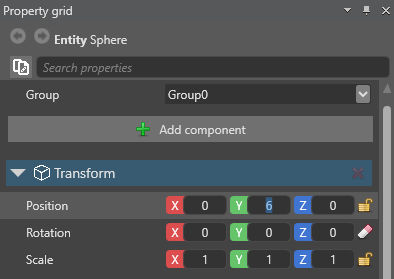 Property grid
Entity Sphere
Search properties
Group Group0
Add component
Transform
Position X 0 Y 6 Z 0
Rotation X 0 Y 0 Z 0
Scale X 1 Y 1 Z 1